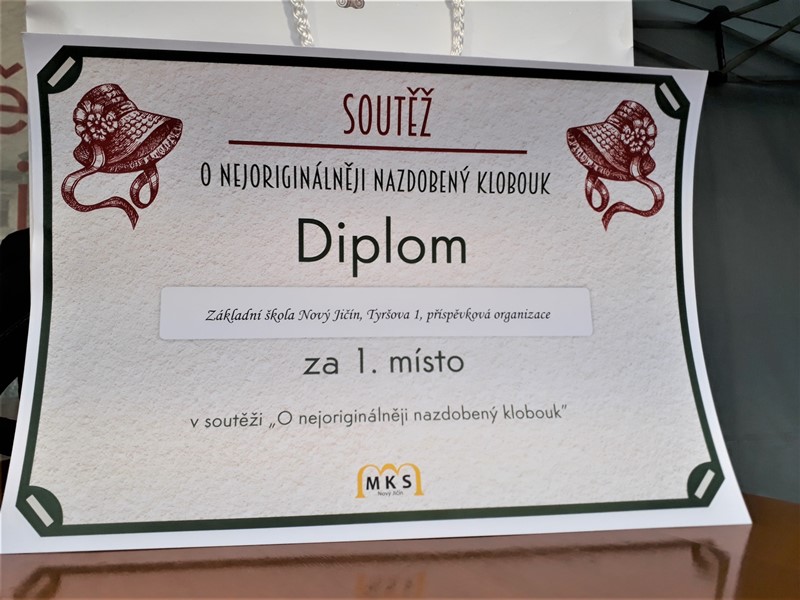 SOUTĚŽ
O NEJORIGINÁLNĚJI NAZDOBENÝ KLOBOUK
Diplom
Základní škola Nový Jičín, Tyršova 1, příspěvková organizace
za 1. místo
v soutěži „O nejoriginálněji nazdobený klobouk"
MKS
Nový Jičín